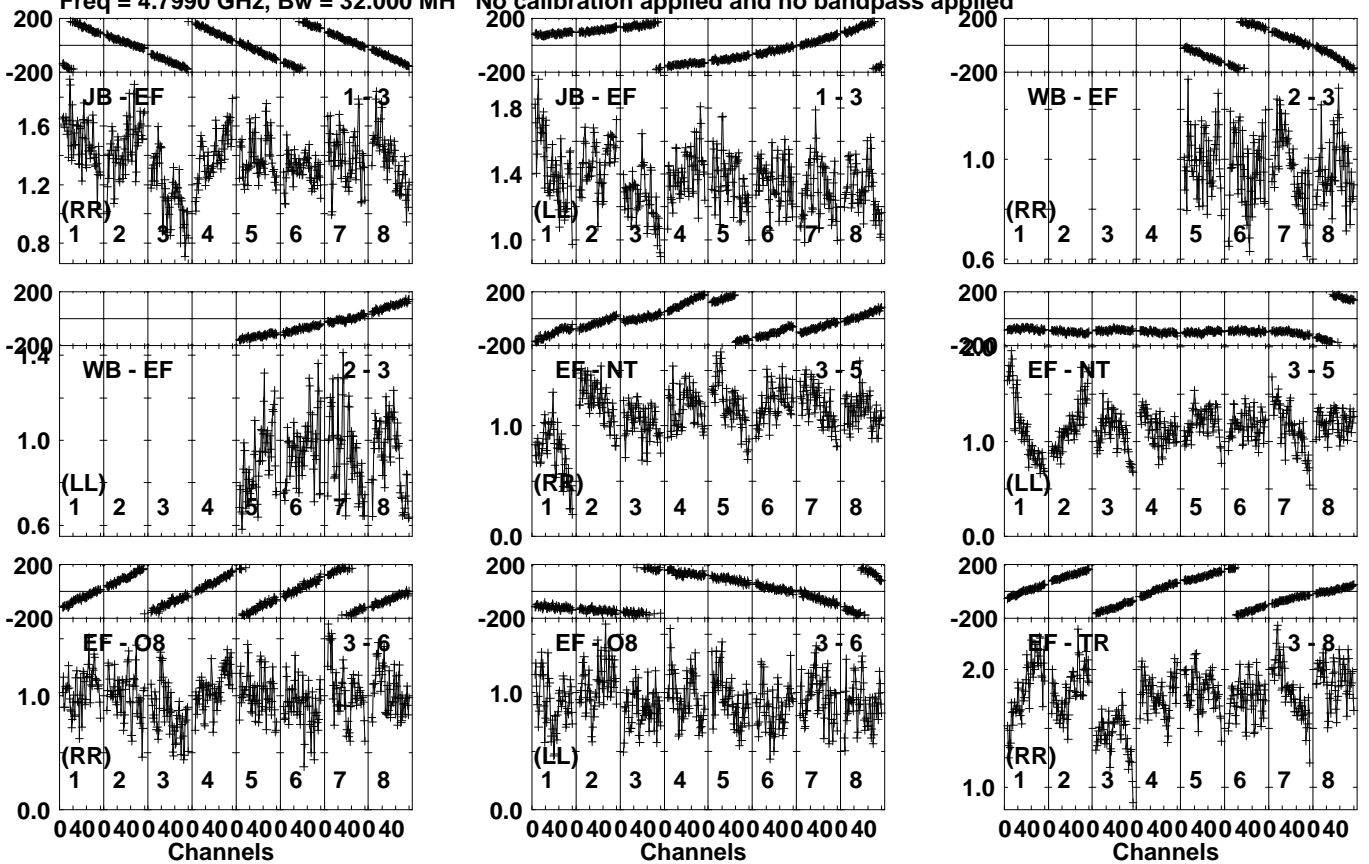 Freq = 4.7990 GHz, Bw = 32.000 MH No calibration applied and no bandpass applied
200
-200
JB - EF 1 - 3
1.6
1.4
1.2
0.8
(RR)
1 2 3 4 5 6 7 8
200
-200
JB - EF 1 - 3
1.8
1.4
1.0
(LL)
1 2 3 4 5 6 7 8
200
-200
WB - EF 2 - 3
1.0
0.6
(RR)
1 2 3 4 5 6 7 8
200
-200
1.4
WB - EF 2 - 3
1.0
0.6
(LL)
1 2 3 4 5 6 7 8
200
-200
EF - NT 3 - 5
1.0
0.0
(RR)
1 2 3 4 5 6 7 8
200
-200
2.0
EF - NT 3 - 5
1.0
0.0
(LL)
1 2 3 4 5 6 7 8
200
-200
EF - O8 3 - 6
1.0
0.0
(RR)
1 2 3 4 5 6 7 8
0 40 0 40 0 40 0 40 0 40 0 40 0 40 0 40
Channels
200
-200
EF - O8 3 - 6
1.0
0.0
(LL)
1 2 3 4 5 6 7 8
0 40 0 40 0 40 0 40 0 40 0 40 0 40 0 40
Channels
200
-200
EF - TR 3 - 8
2.0
1.0
(RR)
1 2 3 4 5 6 7 8
0 40 0 40 0 40 0 40 0 40 0 40 0 40 0 40
Channels